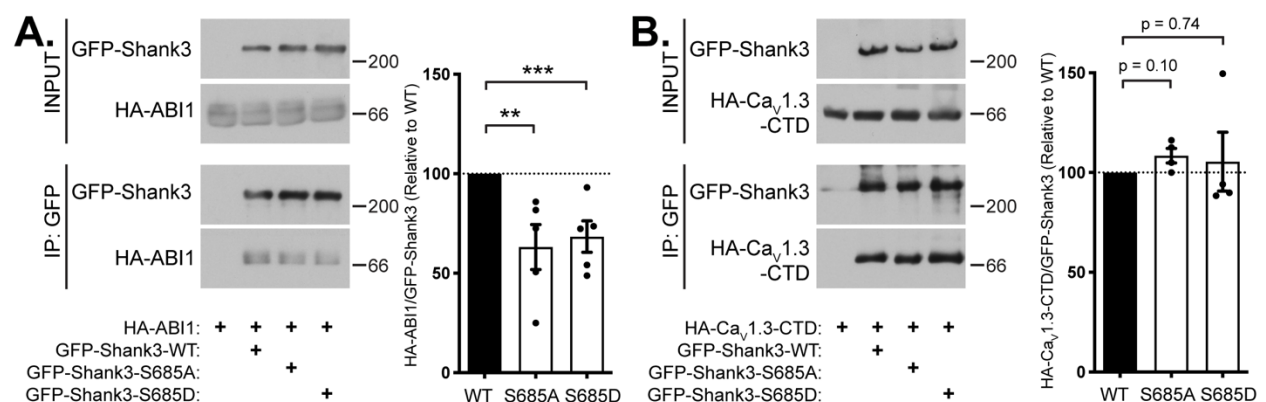 A.
INPUT
GFP-Shank3
–200
HA-ABI1
–66
IP: GFP
GFP-Shank3
–200
HA-ABI1
–66
HA-ABI1: + + + +
GFP-Shank3-WT: +
GFP-Shank3-S685A: +
GFP-Shank3-S685D: +
HA-ABI1/GFP-Shank3 (Relative to WT)
150
100
50
0
***
**
WT S685A S685D
B.
INPUT
GFP-Shank3
–200
HA-CaV1.3
-CTD
–66
IP: GFP
GFP-Shank3
–200
HA-CaV1.3
-CTD
–66
HA-CaV1.3-CTD: + + + +
GFP-Shank3-WT: +
GFP-Shank3-S685A: +
GFP-Shank3-S685D: +
HA-CaV1.3-CTD/GFP-Shank3 (Relative to WT)
150
100
50
0
p = 0.74
p = 0.10
WT S685A S685D